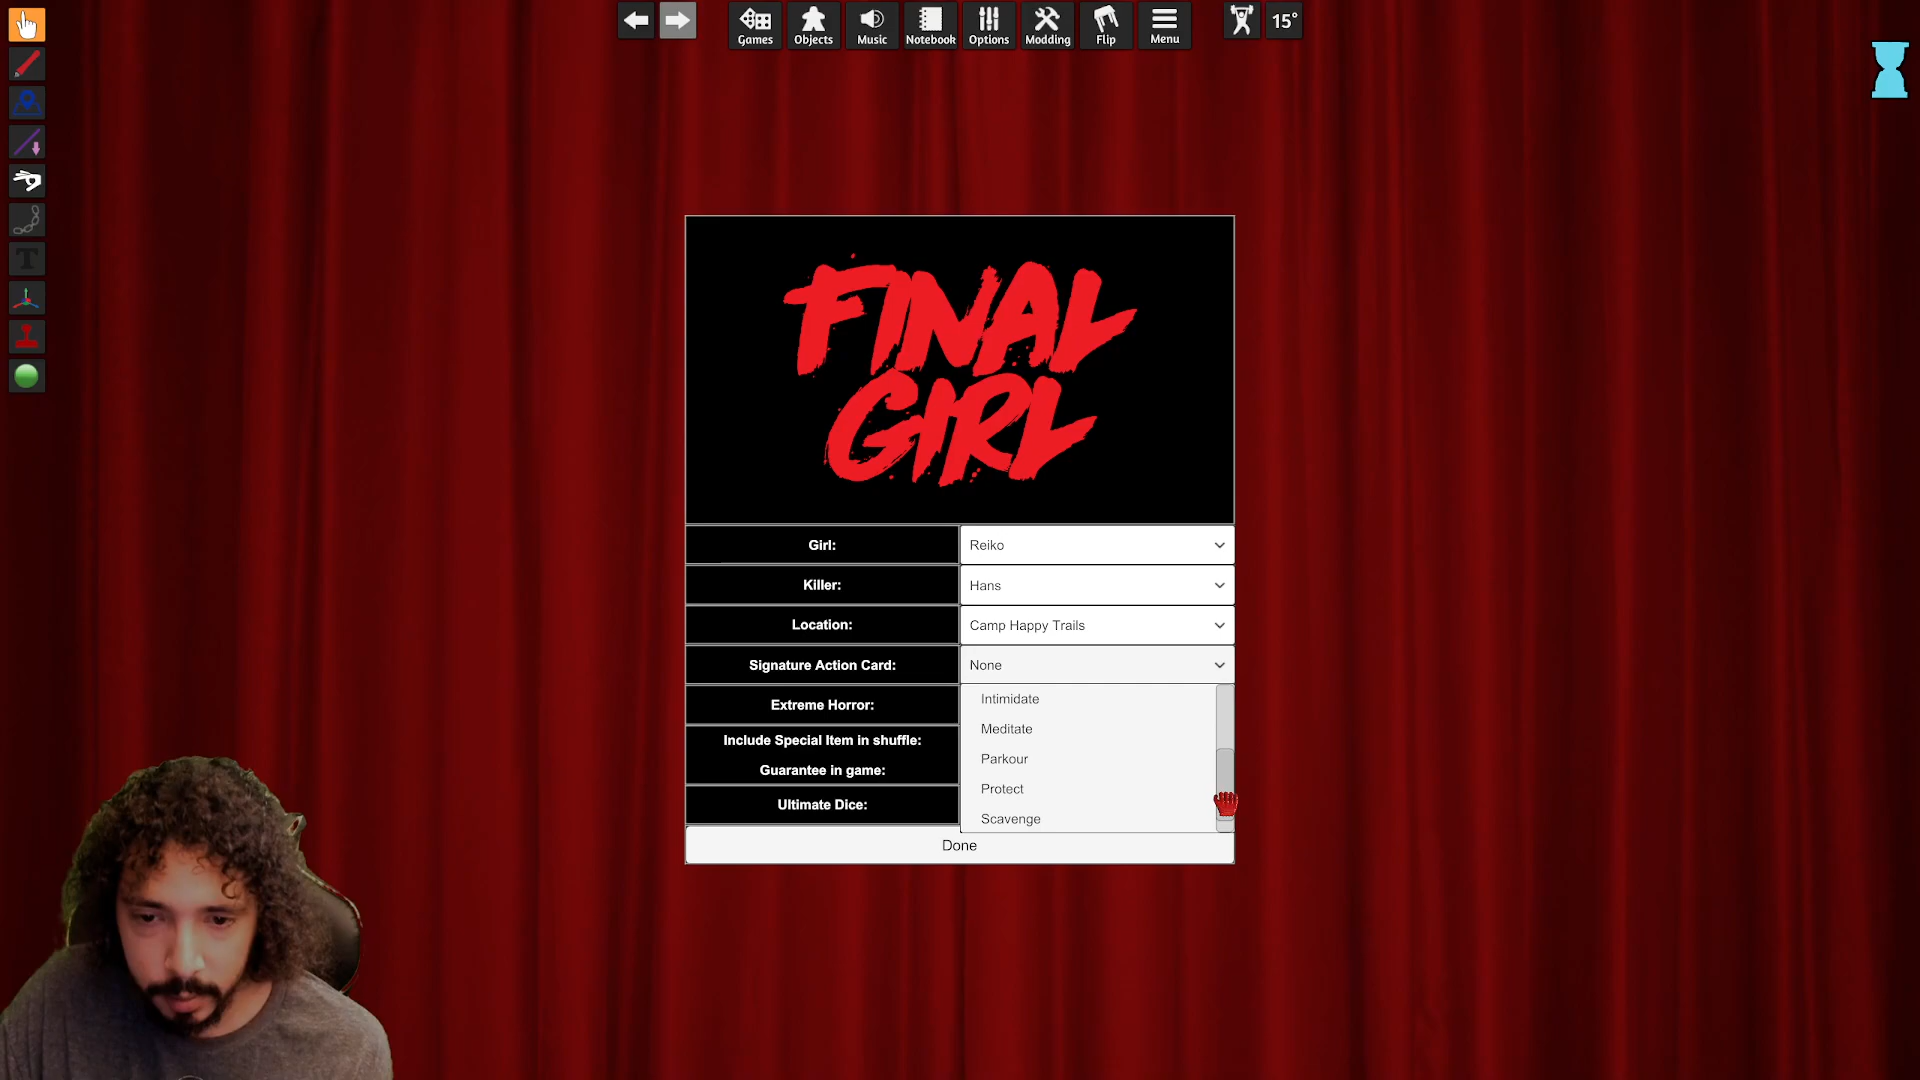 Games Objects Music Notebook Options Modding Flip Menu 15°
T
FINAL
GIRL
Girl: Reiko
Killer: Hans
Location: Camp Happy Trails
Signature Action Card: None
Intimidate
Extreme Horror:
Meditate
Include Special Item in shuffle:
Parkour
Guarantee in game:
Protect
Ultimate Dice:
Scavenge
Done